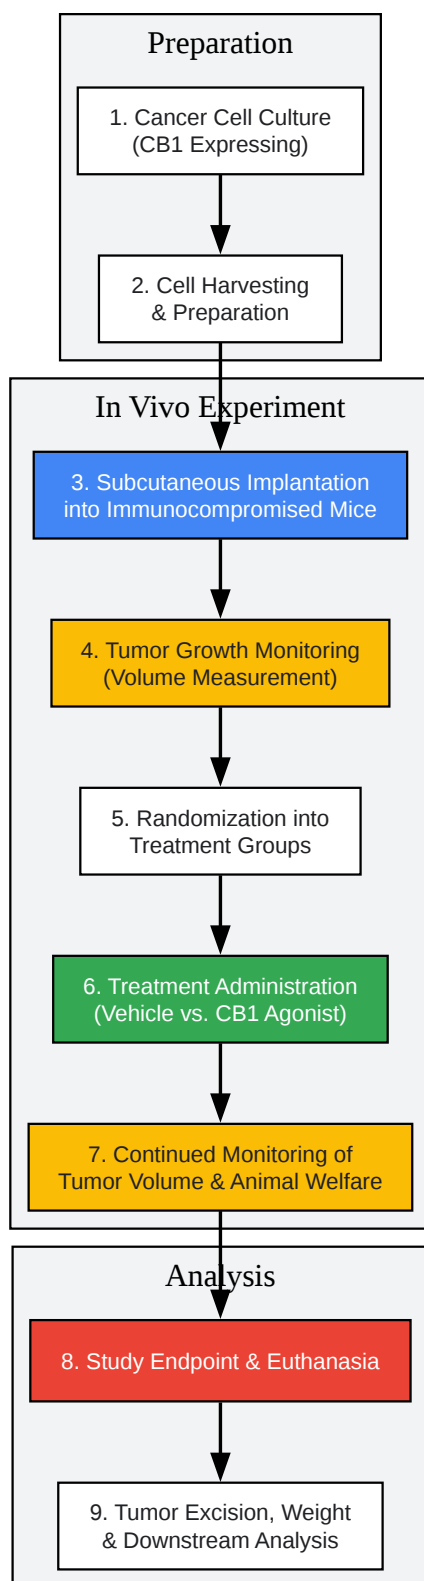 Preparation
1. Cancer Cell Culture
(CB1 Expressing)
2. Cell Harvesting
& Preparation
In Vivo Experiment
3. Subcutaneous Implantation
into Immunocompromised Mice
4. Tumor Growth Monitoring
(Volume Measurement)
5. Randomization into
Treatment Groups
6. Treatment Administration
(Vehicle vs. CB1 Agonist)
7. Continued Monitoring of
Tumor Volume & Animal Welfare
Analysis
8. Study Endpoint & Euthanasia
9. Tumor Excision, Weight
& Downstream Analysis